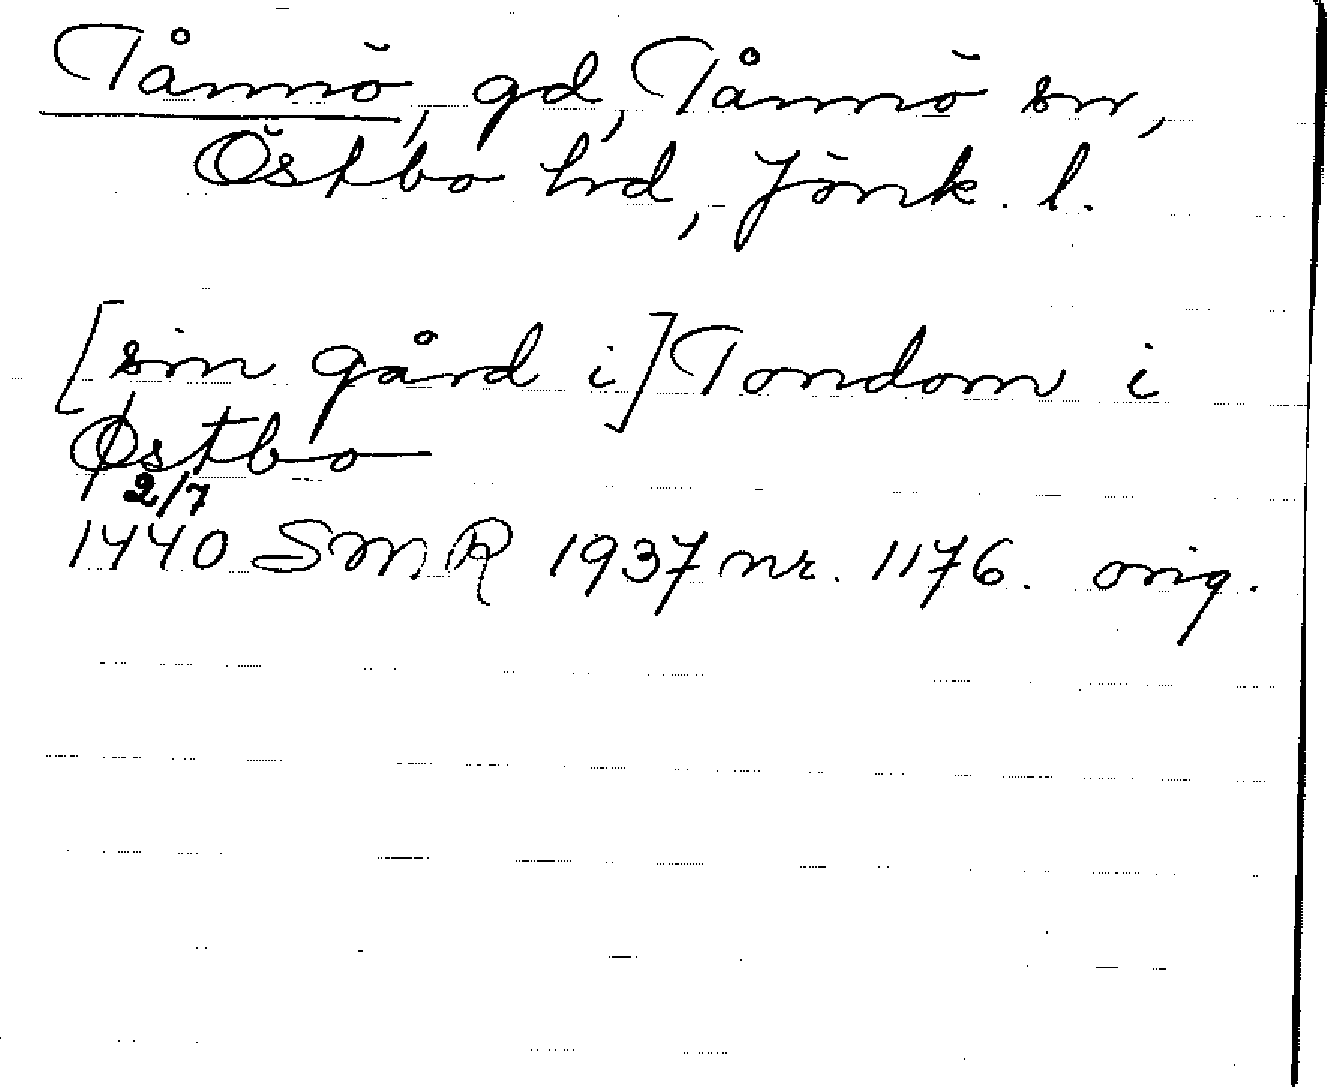 Tånnö, gd, Tånnö sn,
Östbo hd, Jönk. l.
[sin gård i] Tondom i
Østbo
2/7
1440 SMR 1937 nr. 1176. orig.